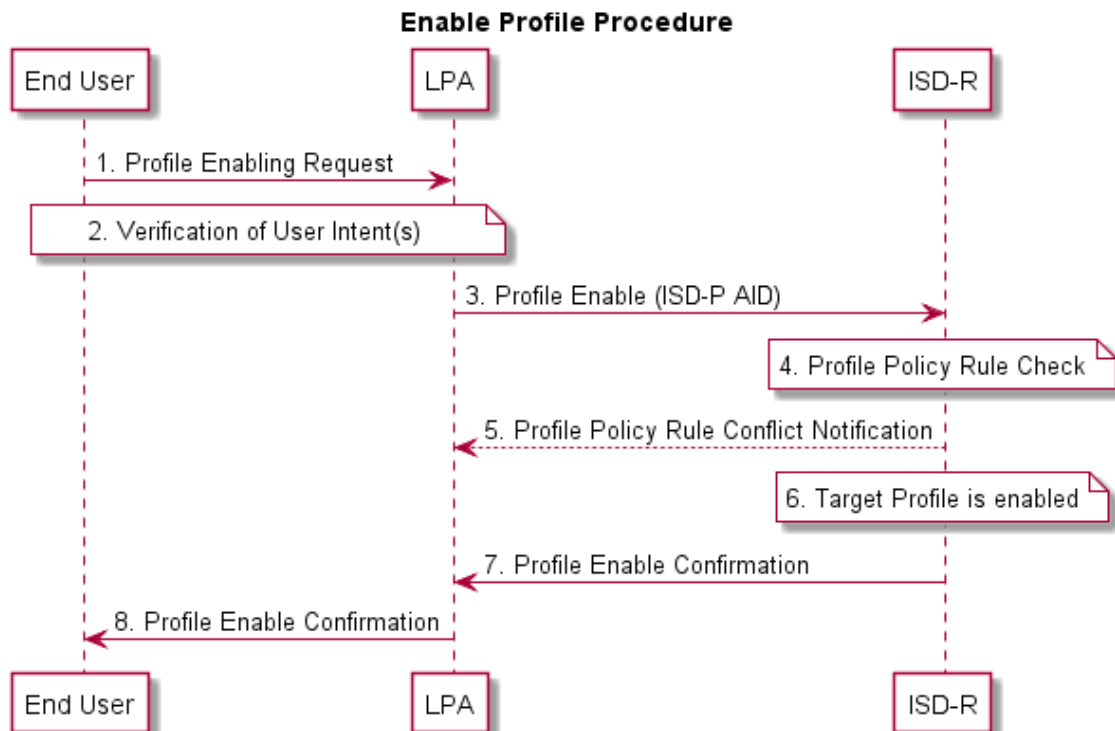 Enable Profile Procedure
End User
LPA
ISD-R
1. Profile Enabling Request
2. Verification of User Intent(s)
3. Profile Enable (ISD-P AID)
4. Profile Policy Rule Check
5. Profile Policy Rule Conflict Notification
6. Target Profile is enabled
7. Profile Enable Confirmation
8. Profile Enable Confirmation
End User
LPA
ISD-R